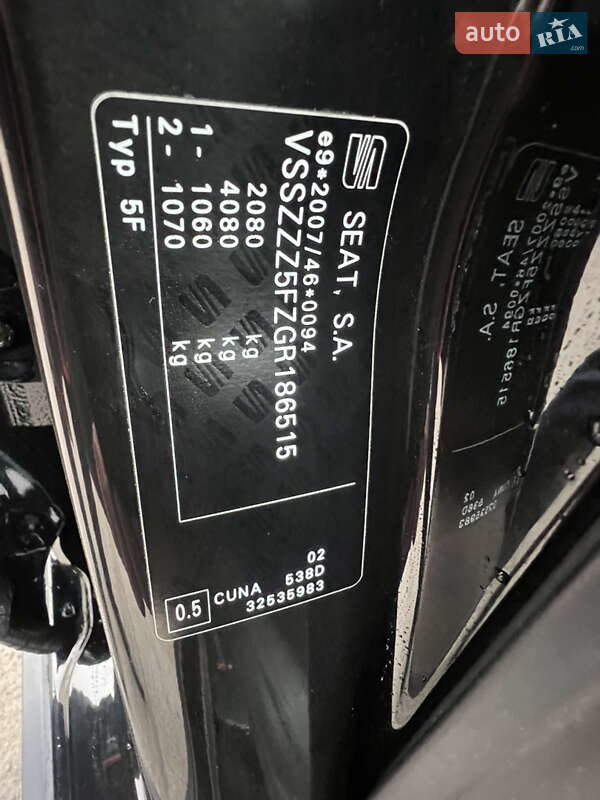 auto RIA .com
SEAT, S.A.
e9*2007/46*0094
VSSZZZ5FZGR186515
2080 kg
4080 kg
1- 1060 kg
2- 1070 kg
Typ 5F
02
538D
0.5 CUNA 32535983